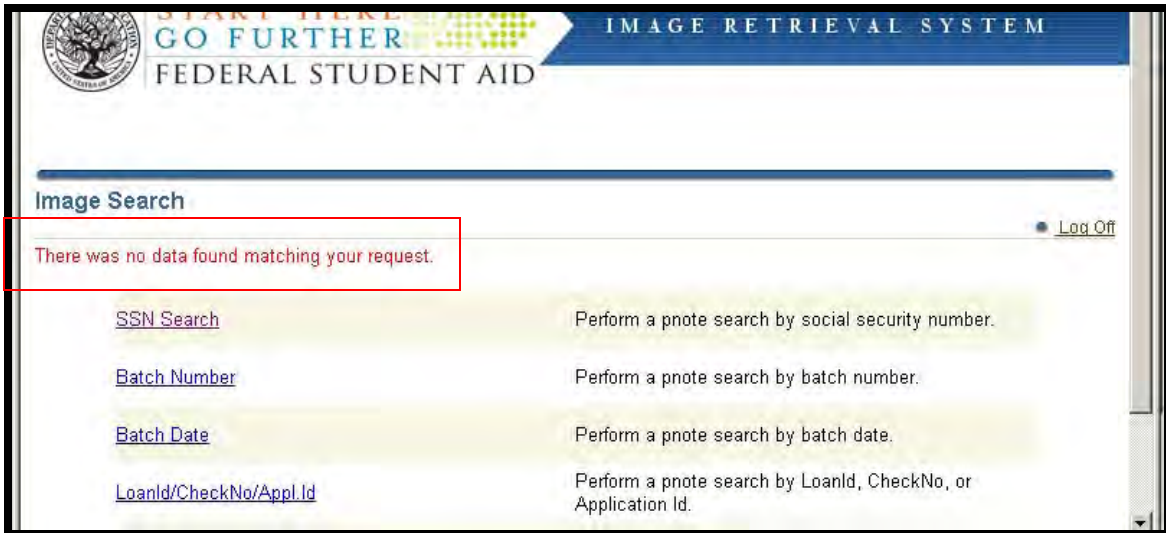 START HERE
GO FURTHER
FEDERAL STUDENT AID
IMAGE RETRIEVAL SYSTEM
Image Search
Log Off
There was no data found matching your request.
SSN Search
Perform a pnote search by social security number.
Batch Number
Perform a pnote search by batch number.
Batch Date
Perform a pnote search by batch date.
LoanId/CheckNo/Appl.Id
Perform a pnote search by LoanId, CheckNo, or
Application Id.